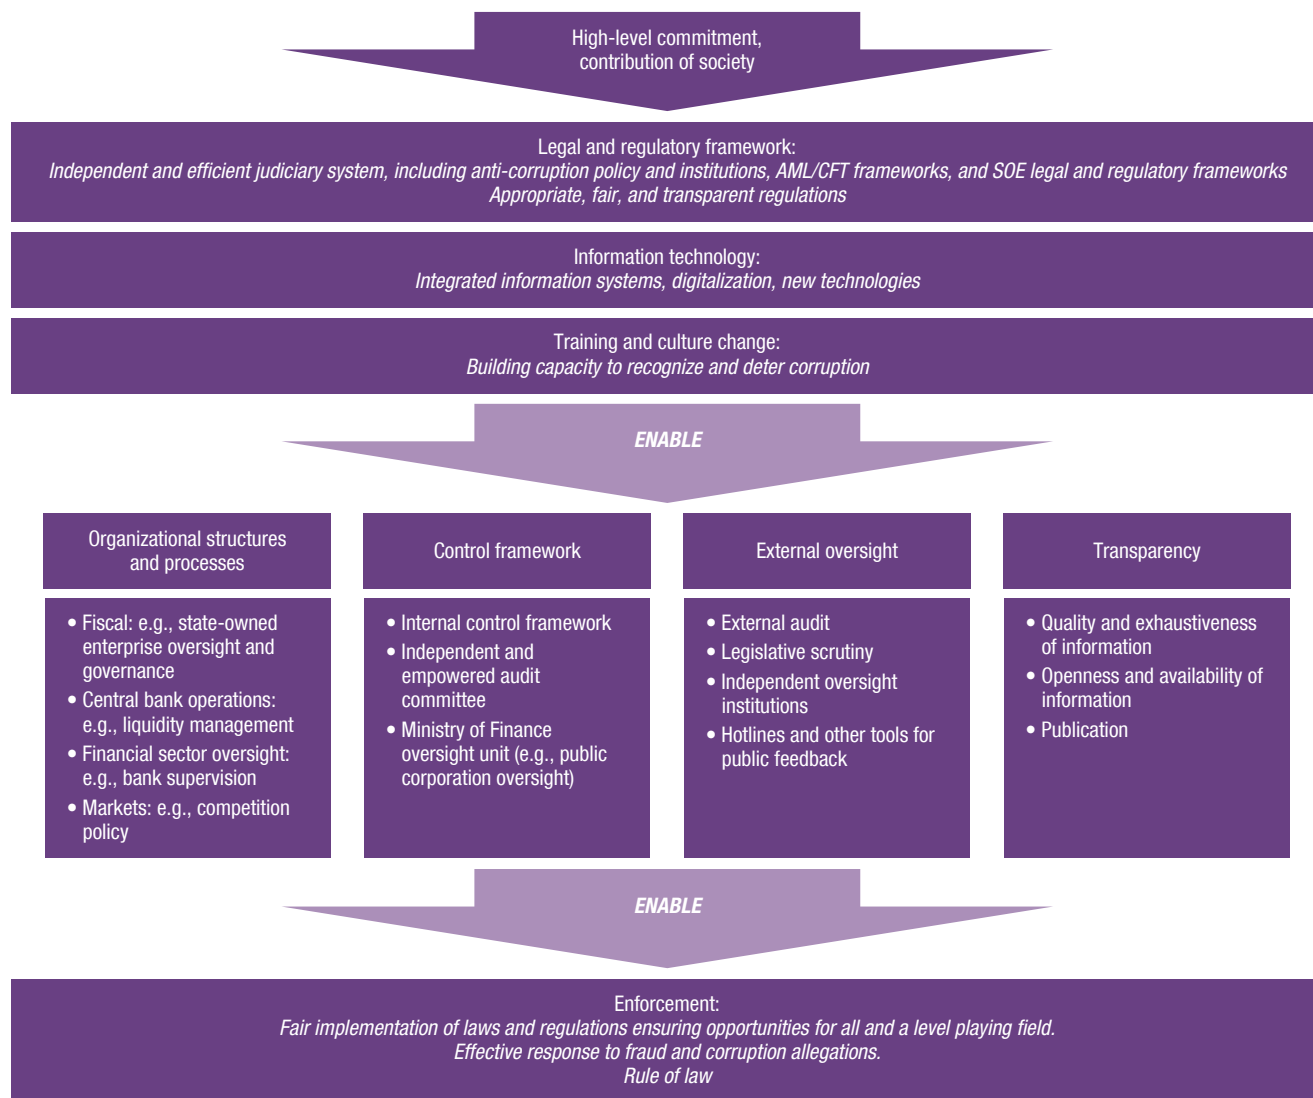 High-level commitment,
contribution of society
Legal and regulatory framework:
Independent and efficient judiciary system, including anti-corruption policy and institutions, AML/CFT frameworks, and SOE legal and regulatory frameworks
Appropriate, fair, and transparent regulations
Information technology:
Integrated information systems, digitalization, new technologies
Training and culture change:
Building capacity to recognize and deter corruption
ENABLE
Organizational structures
and processes
• Fiscal: e.g., state-owned
enterprise oversight and
governance
• Central bank operations:
e.g., liquidity management
• Financial sector oversight:
e.g., bank supervision
• Markets: e.g., competition
policy
Control framework
• Internal control framework
• Independent and
empowered audit
committee
• Ministry of Finance
oversight unit (e.g., public
corporation oversight)
External oversight
• External audit
• Legislative scrutiny
• Independent oversight
institutions
• Hotlines and other tools for
public feedback
Transparency
• Quality and exhaustiveness
of information
• Openness and availability of
information
• Publication
ENABLE
Enforcement:
Fair implementation of laws and regulations ensuring opportunities for all and a level playing field.
Effective response to fraud and corruption allegations.
Rule of law